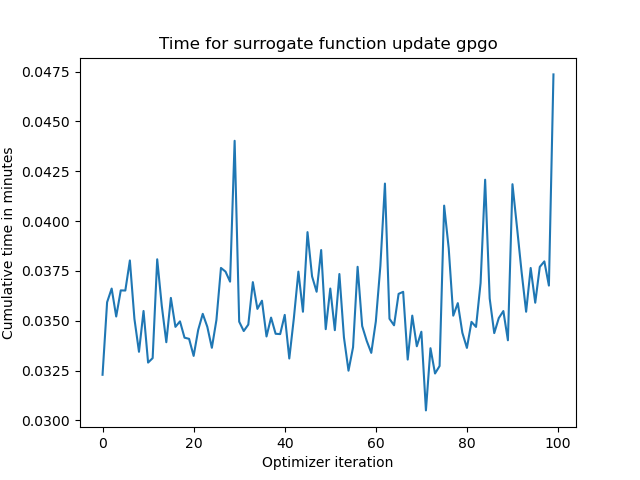 Time for surrogate function update gpgo
0.0475
0.0450
0.0425
0.0400
0.0375
0.0350
0.0325
0.0300
Cumulative time in minutes
0 20 40 60 80 100
Optimizer iteration